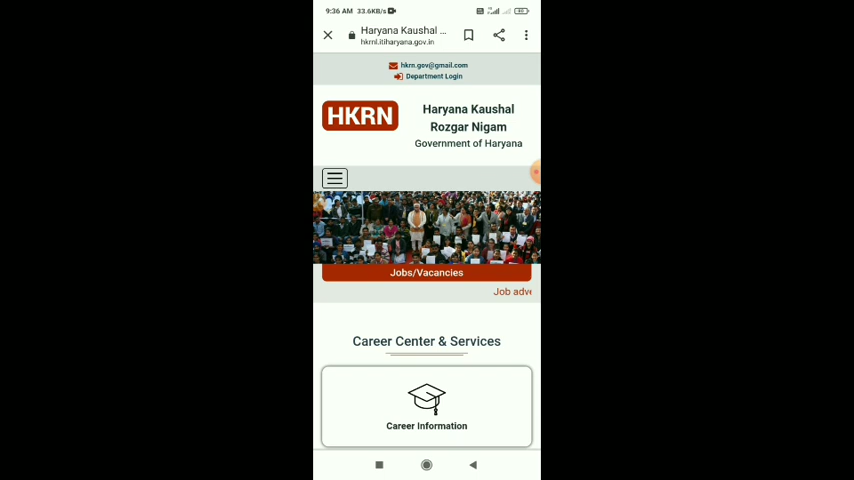 9:36 AM 33.6KB/s
Haryana Kaushal ...
hkrnl.itiharyana.gov.in
hkrn.gov@gmail.com
Department Login
HKRN
Haryana Kaushal
Rozgar Nigam
Government of Haryana
Jobs/Vacancies
Job adve
Career Center & Services
Career Information